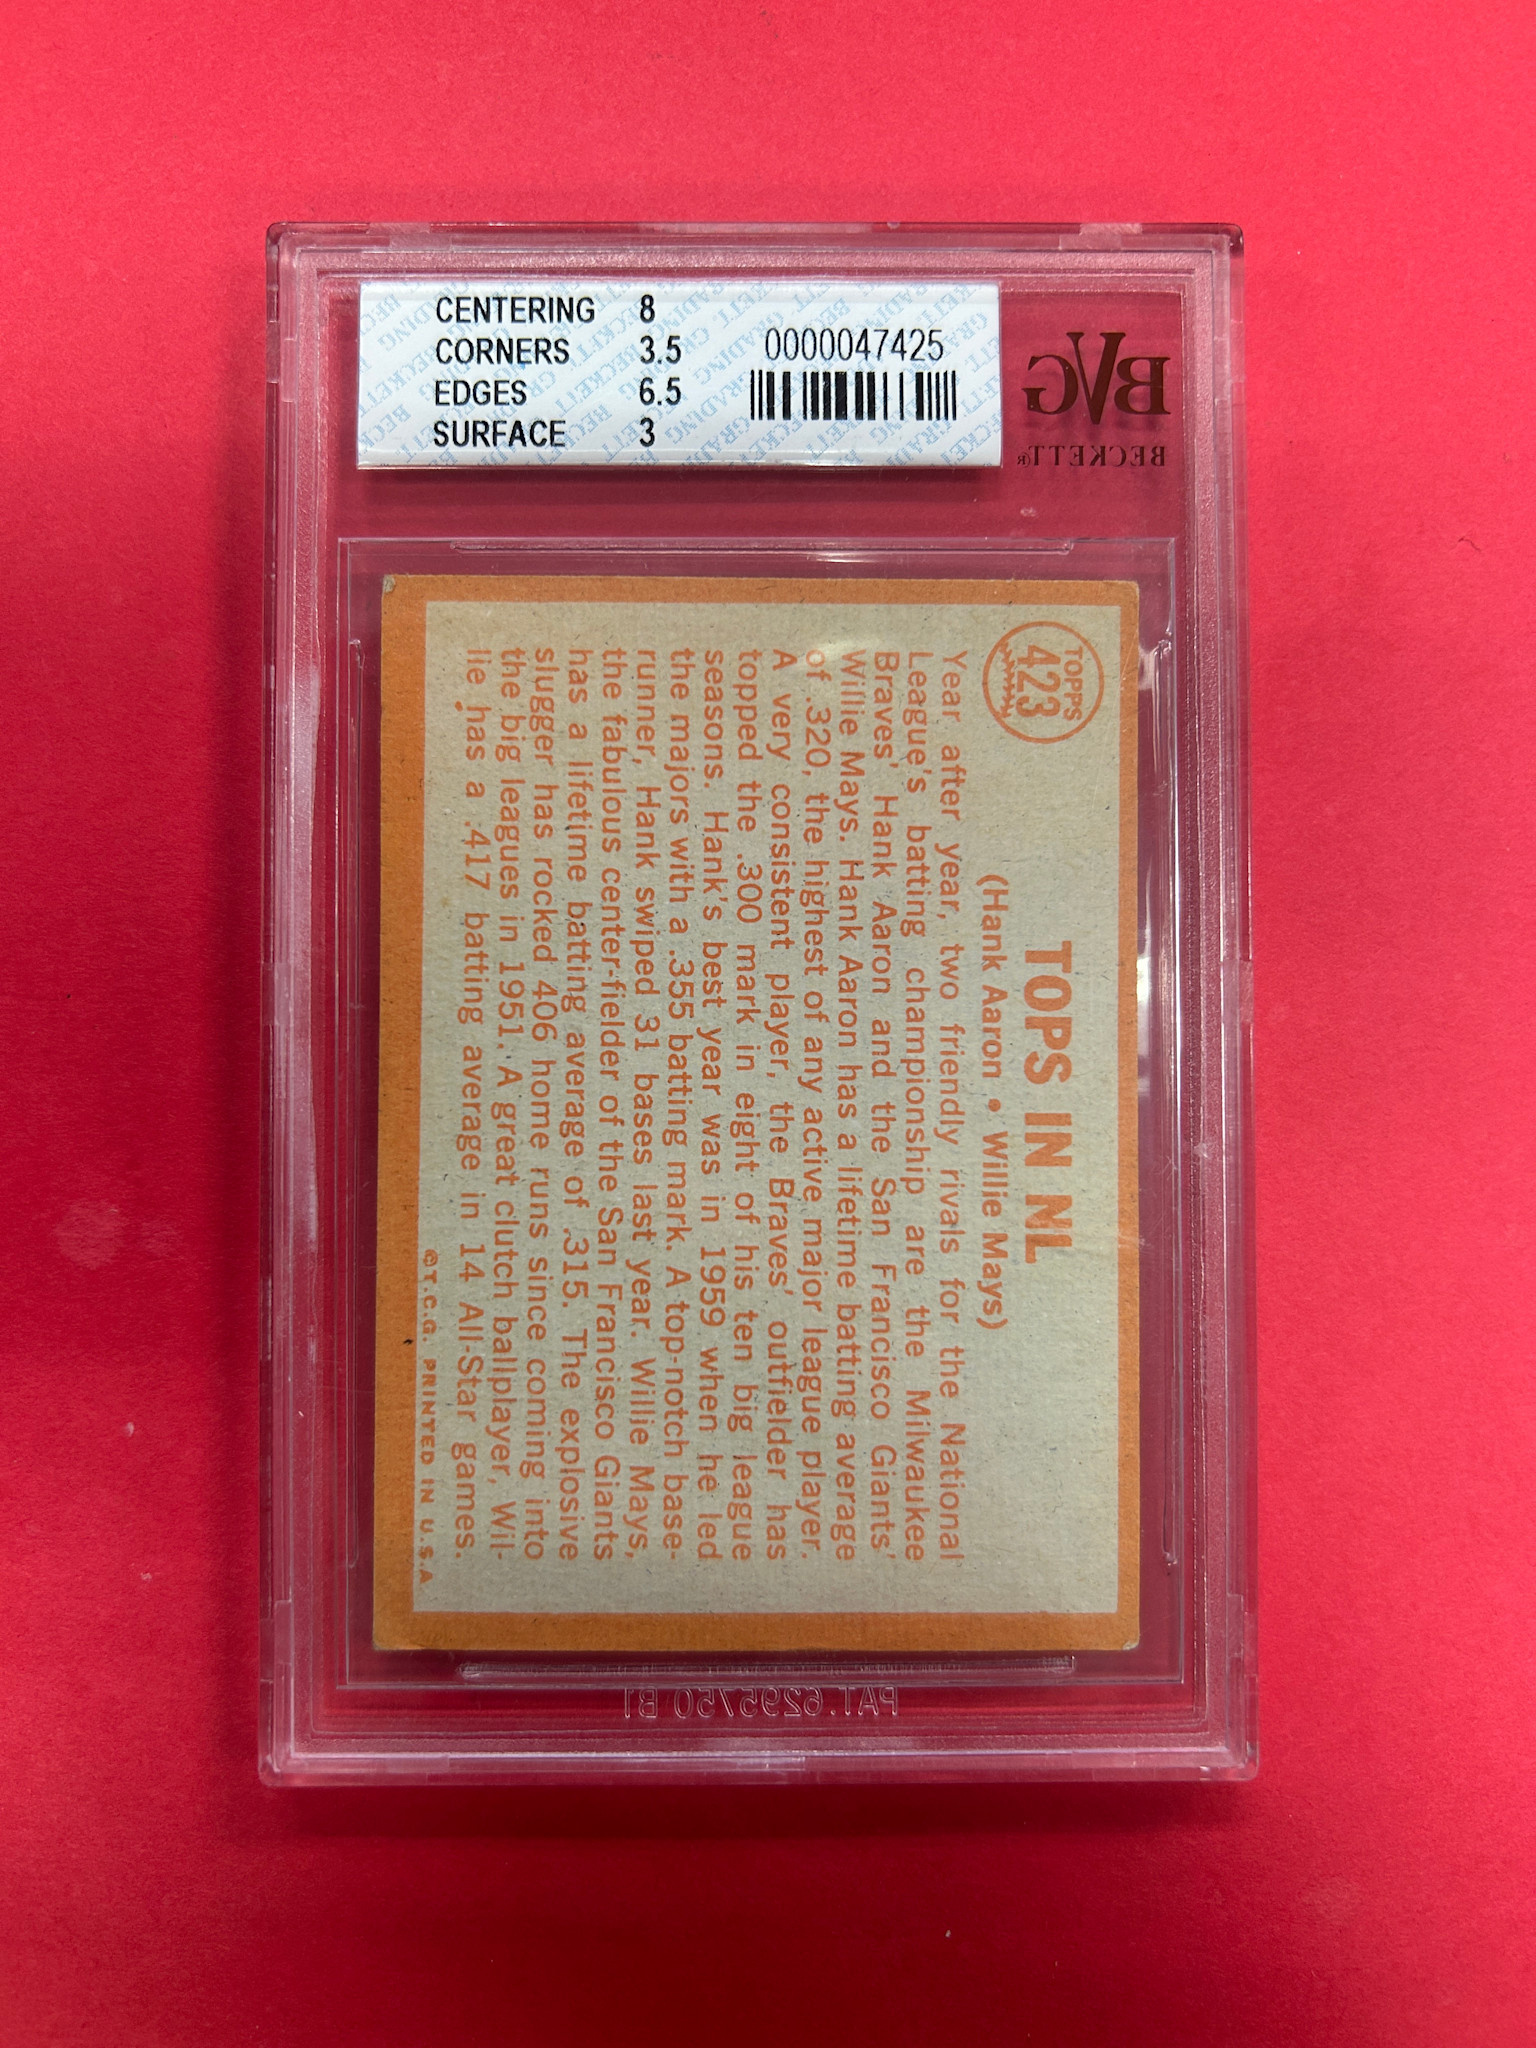 CENTERING 8
CORNERS 3.5
EDGES 6.5
SURFACE 3
0000047425
BVG
BECKETT®
TOPPS
423
TOPS IN NL
(Hank Aaron • Willie Mays)
Year after year, two friendly rivals for the National
League's batting championship are the Milwaukee
Braves' Hank Aaron and the San Francisco Giants'
Willie Mays. Hank Aaron has a lifetime batting average
of .320, the highest of any active major league player.
A very consistent player, the Braves' outfielder has
topped the .300 mark in eight of his ten big league
seasons. Hank's best year was in 1959 when he led
the majors with a .355 batting mark. A top-notch base-
runner, Hank swiped 31 bases last year. Willie Mays,
the fabulous center-fielder of the San Francisco Giants
has a lifetime batting average of .315. The explosive
slugger has rocked 406 home runs since coming into
the big leagues in 1951. A great clutch ballplayer, Wil-
lie has a .417 batting average in 14 All-Star games.
©T.C.G. PRINTED IN U.S.A.
PAT.6295750 B1